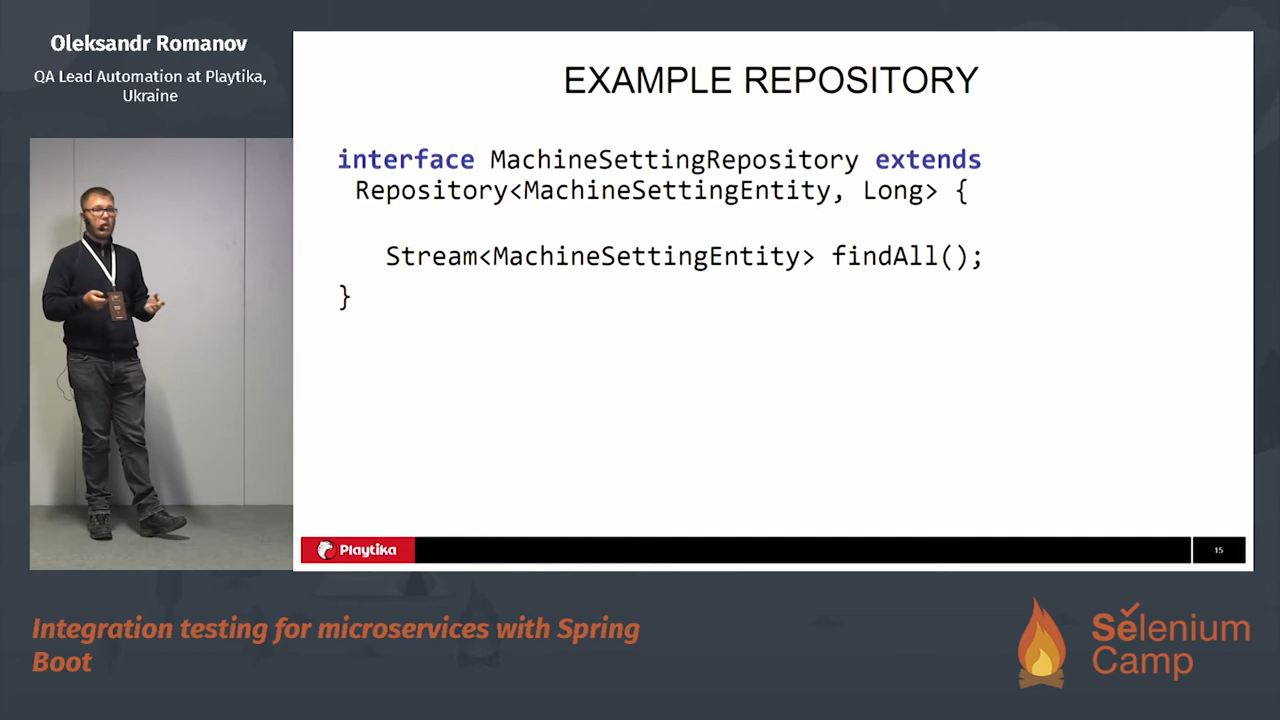 Oleksandr Romanov
QA Lead Automation at Playtika,
Ukraine
EXAMPLE REPOSITORY
interface MachineSettingRepository extends
Repository<MachineSettingEntity, Long> {
Stream<MachineSettingEntity> findAll();
}
Playtika
15
Integration testing for microservices with Spring
Boot
Selenium
Camp